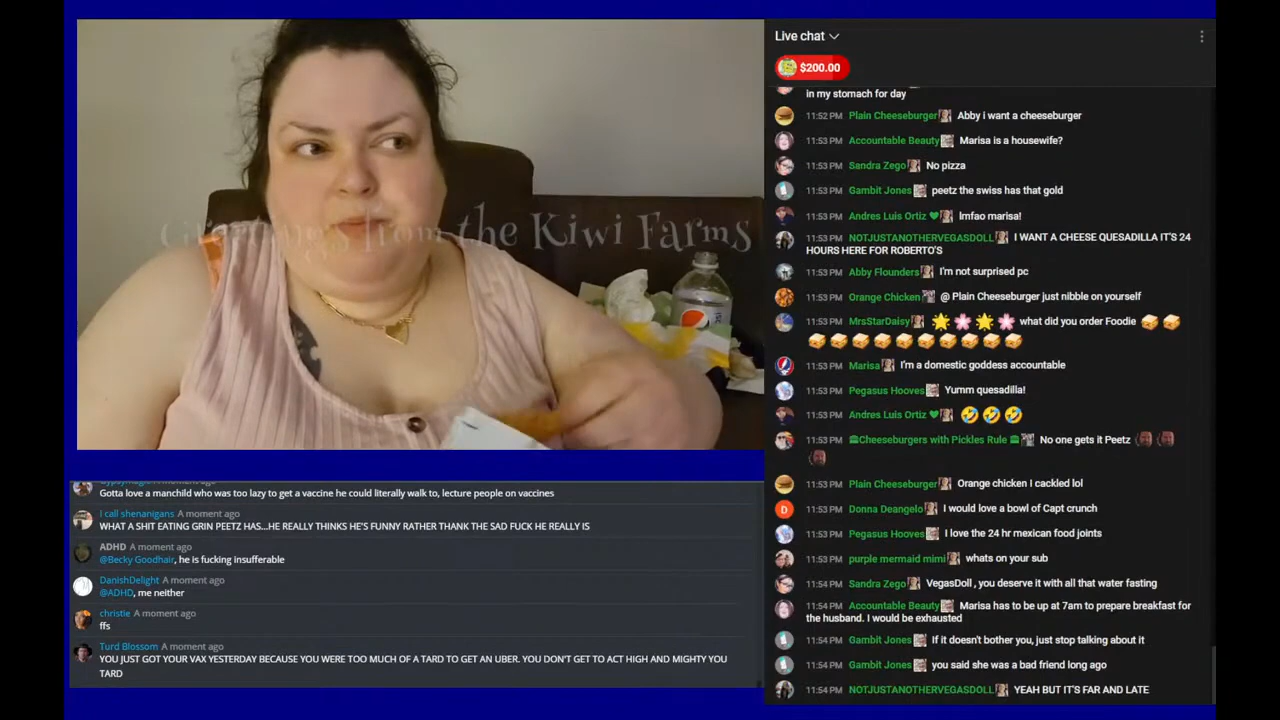 Greetings from the Kiwi Farms
Live chat
$200.00
in my stomach for day
11:52 PM Plain Cheeseburger Abby i want a cheeseburger
11:53 PM Accountable Beauty Marisa is a housewife?
11:53 PM Sandra Zego No pizza
11:53 PM Gambit Jones peetz the swiss has that gold
11:53 PM Andres Luis Ortiz 💚 lmfao marisa!
11:53 PM NOTJUSTANOTHERVEGASDOLL I WANT A CHEESE QUESADILLA IT'S 24
HOURS HERE FOR ROBERTO'S
11:53 PM Abby Flounders I'm not surprised pc
11:53 PM Orange Chicken @ Plain Cheeseburger just nibble on yourself
11:53 PM MrsStarDaisy 🌟🌸🌟🌸 what did you order Foodie
11:53 PM Marisa I'm a domestic goddess accountable
11:53 PM Pegasus Hooves Yumm quesadilla!
11:53 PM Andres Luis Ortiz 💚 🤣🤣🤣
11:53 PM Cheeseburgers with Pickles Rule No one gets it Peetz
11:53 PM Plain Cheeseburger Orange chicken I cackled lol
D
11:53 PM Donna Deangelo I would love a bowl of Capt crunch
11:53 PM Pegasus Hooves I love the 24 hr mexican food joints
11:53 PM purple mermaid mimi whats on your sub
11:54 PM Sandra Zego VegasDoll , you deserve it with all that water fasting
11:54 PM Accountable Beauty Marisa has to be up at 7am to prepare breakfast for
the husband. I would be exhausted
11:54 PM Gambit Jones If it doesn't bother you, just stop talking about it
11:54 PM Gambit Jones you said she was a bad friend long ago
11:54 PM NOTJUSTANOTHERVEGASDOLL YEAH BUT IT'S FAR AND LATE
A moment ago
Gotta love a manchild who was too lazy to get a vaccine he could literally walk to, lecture people on vaccines
I call shenanigans A moment ago
WHAT A SHIT EATING GRIN PEETZ HAS...HE REALLY THINKS HE'S FUNNY RATHER THANK THE SAD FUCK HE REALLY IS
ADHD A moment ago
@Becky Goodhair, he is fucking insufferable
DanishDelight A moment ago
@ADHD, me neither
christie A moment ago
ffs
Turd Blossom A moment ago
YOU JUST GOT YOUR VAX YESTERDAY BECAUSE YOU WERE TOO MUCH OF A TARD TO GET AN UBER. YOU DON'T GET TO ACT HIGH AND MIGHTY YOU
TARD